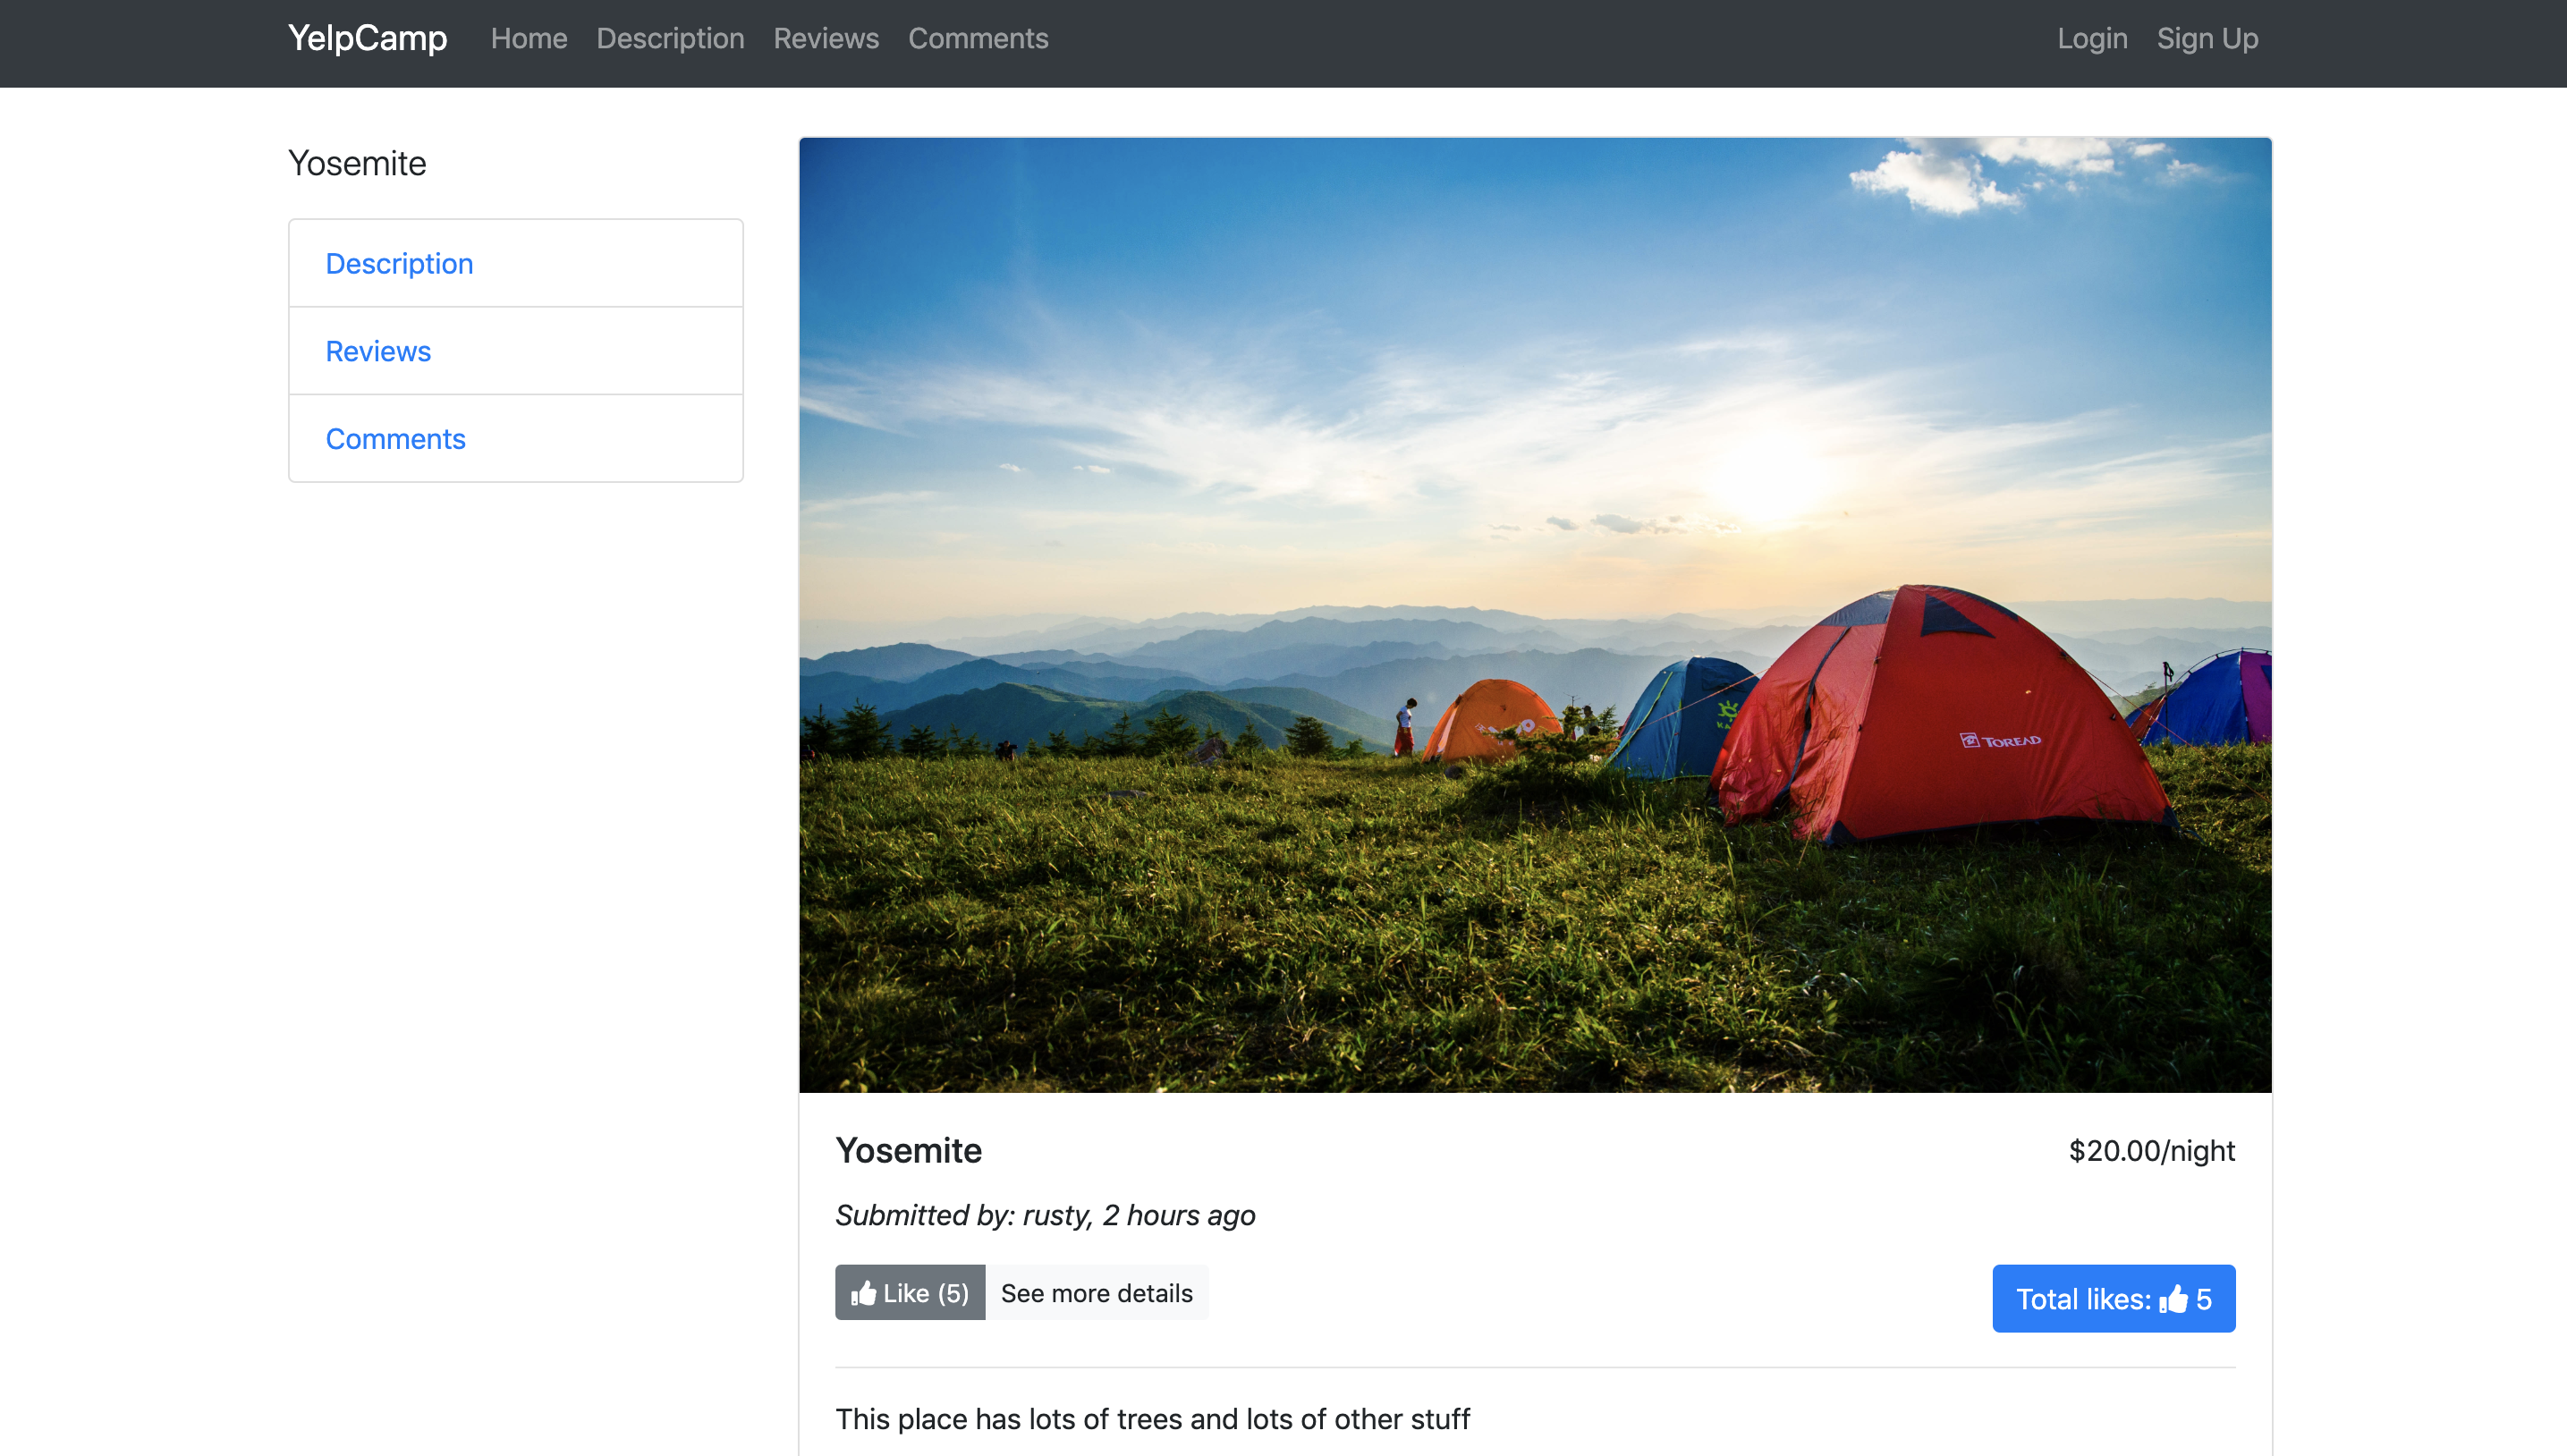 YelpCamp Home Description Reviews Comments Login Sign Up
Yosemite
Description
Reviews
Comments
TOREAD
Yosemite $20.00/night
Submitted by: rusty, 2 hours ago
Like (5) See more details Total likes: 5
This place has lots of trees and lots of other stuff